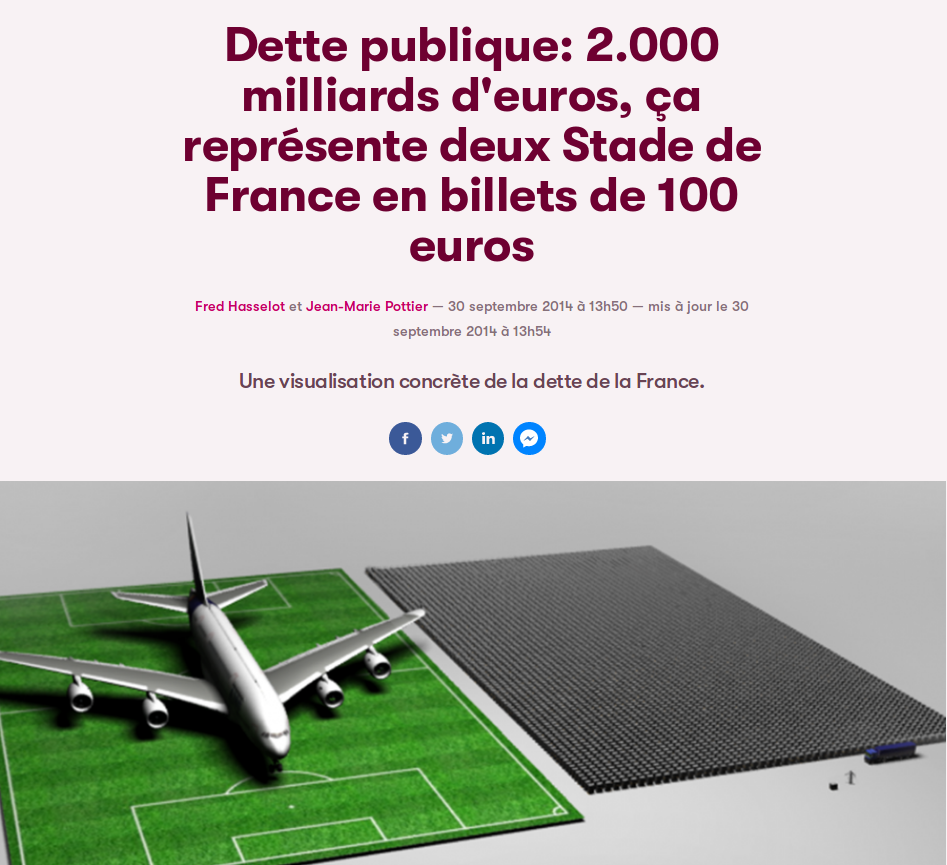 Dette publique: 2.000
milliards d'euros, ça
représente deux Stade de
France en billets de 100
euros
Fred Hasselot et Jean-Marie Pottier — 30 septembre 2014 à 13h50 — mis à jour le 30
septembre 2014 à 13h54
Une visualisation concrète de la dette de la France.